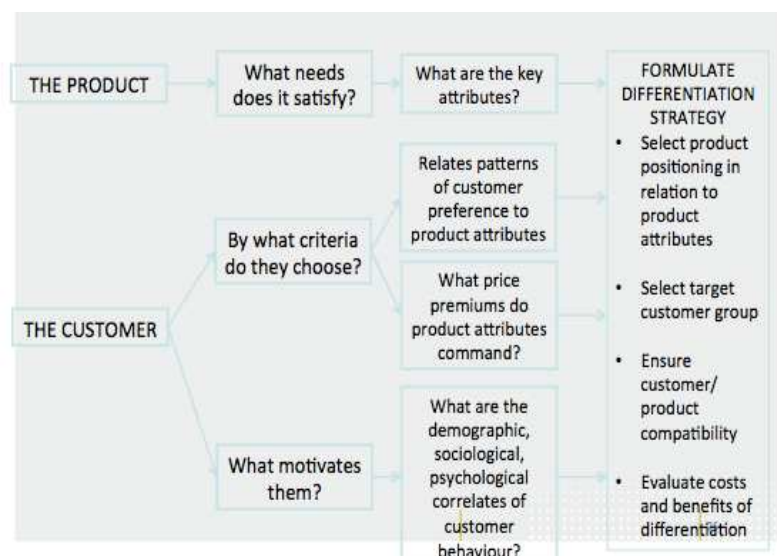 THE PRODUCT
What needs
does it satisfy?
What are the key
attributes?
FORMULATE
DIFFERENTIATION
STRATEGY
• Select product
positioning in
relation to
product
attributes
• Select target
customer group
• Ensure
customer/
product
compatibility
• Evaluate costs
and benefits of
differentiation
THE CUSTOMER
By what criteria
do they choose?
Relates patterns
of customer
preference to
product attributes
What price
premiums do
product attributes
command?
What motivates
them?
What are the
demographic,
sociological,
psychological
correlates of
customer
behaviour?